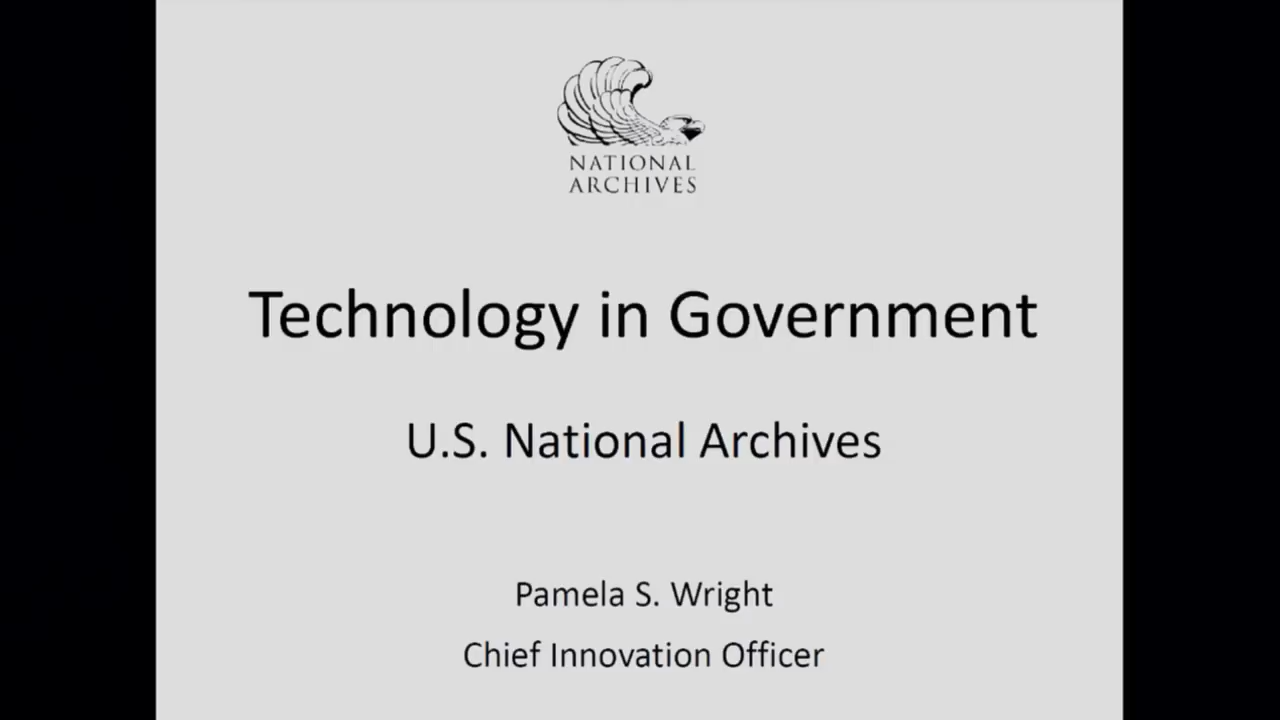 NATIONAL
ARCHIVES
Technology in Government
U.S. National Archives
Pamela S. Wright
Chief Innovation Officer